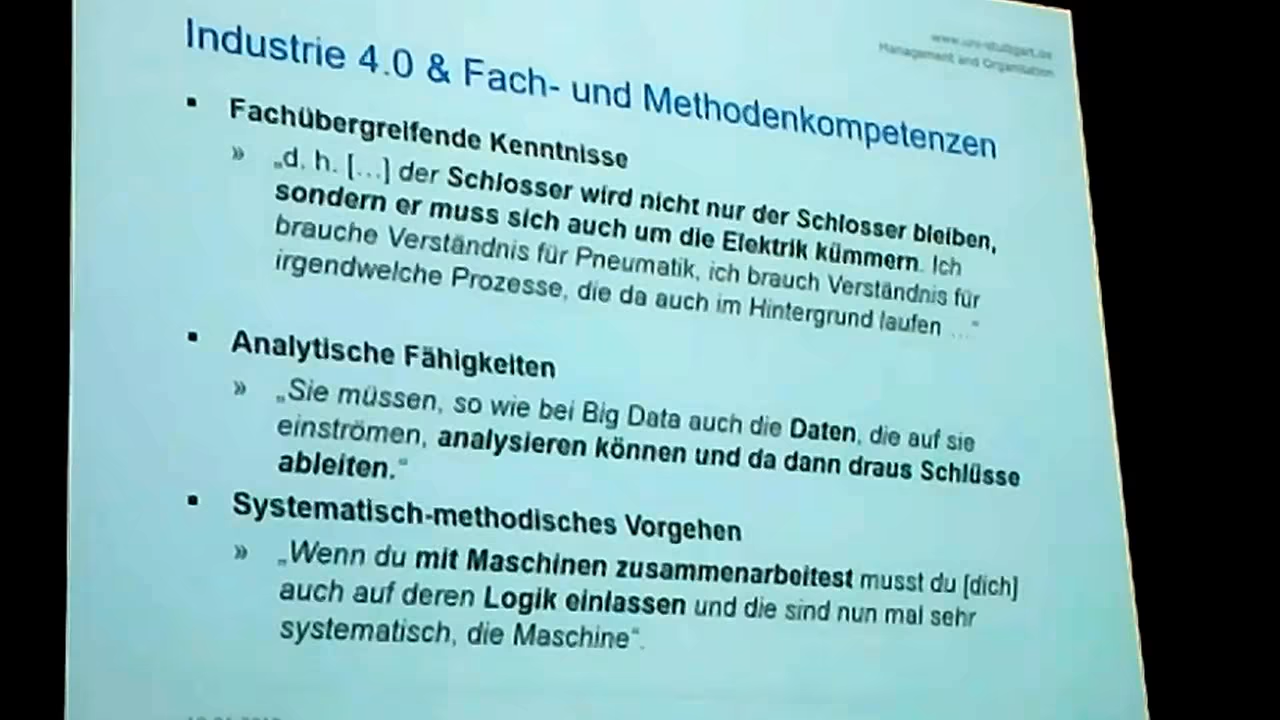 www.uni-stuttgart.de
Management and Organisation
Industrie 4.0 & Fach- und Methodenkompetenzen
▪ Fachübergreifende Kenntnisse
» „d. h. [...] der Schlosser wird nicht nur der Schlosser bleiben,
sondern er muss sich auch um die Elektrik kümmern. Ich
brauche Verständnis für Pneumatik, ich brauch Verständnis für
irgendwelche Prozesse, die da auch im Hintergrund laufen ...“
▪ Analytische Fähigkeiten
» „Sie müssen, so wie bei Big Data auch die Daten, die auf sie
einströmen, analysieren können und da dann draus Schlüsse
ableiten.“
▪ Systematisch-methodisches Vorgehen
» „Wenn du mit Maschinen zusammenarbeitest musst du [dich]
auch auf deren Logik einlassen und die sind nun mal sehr
systematisch, die Maschine“.